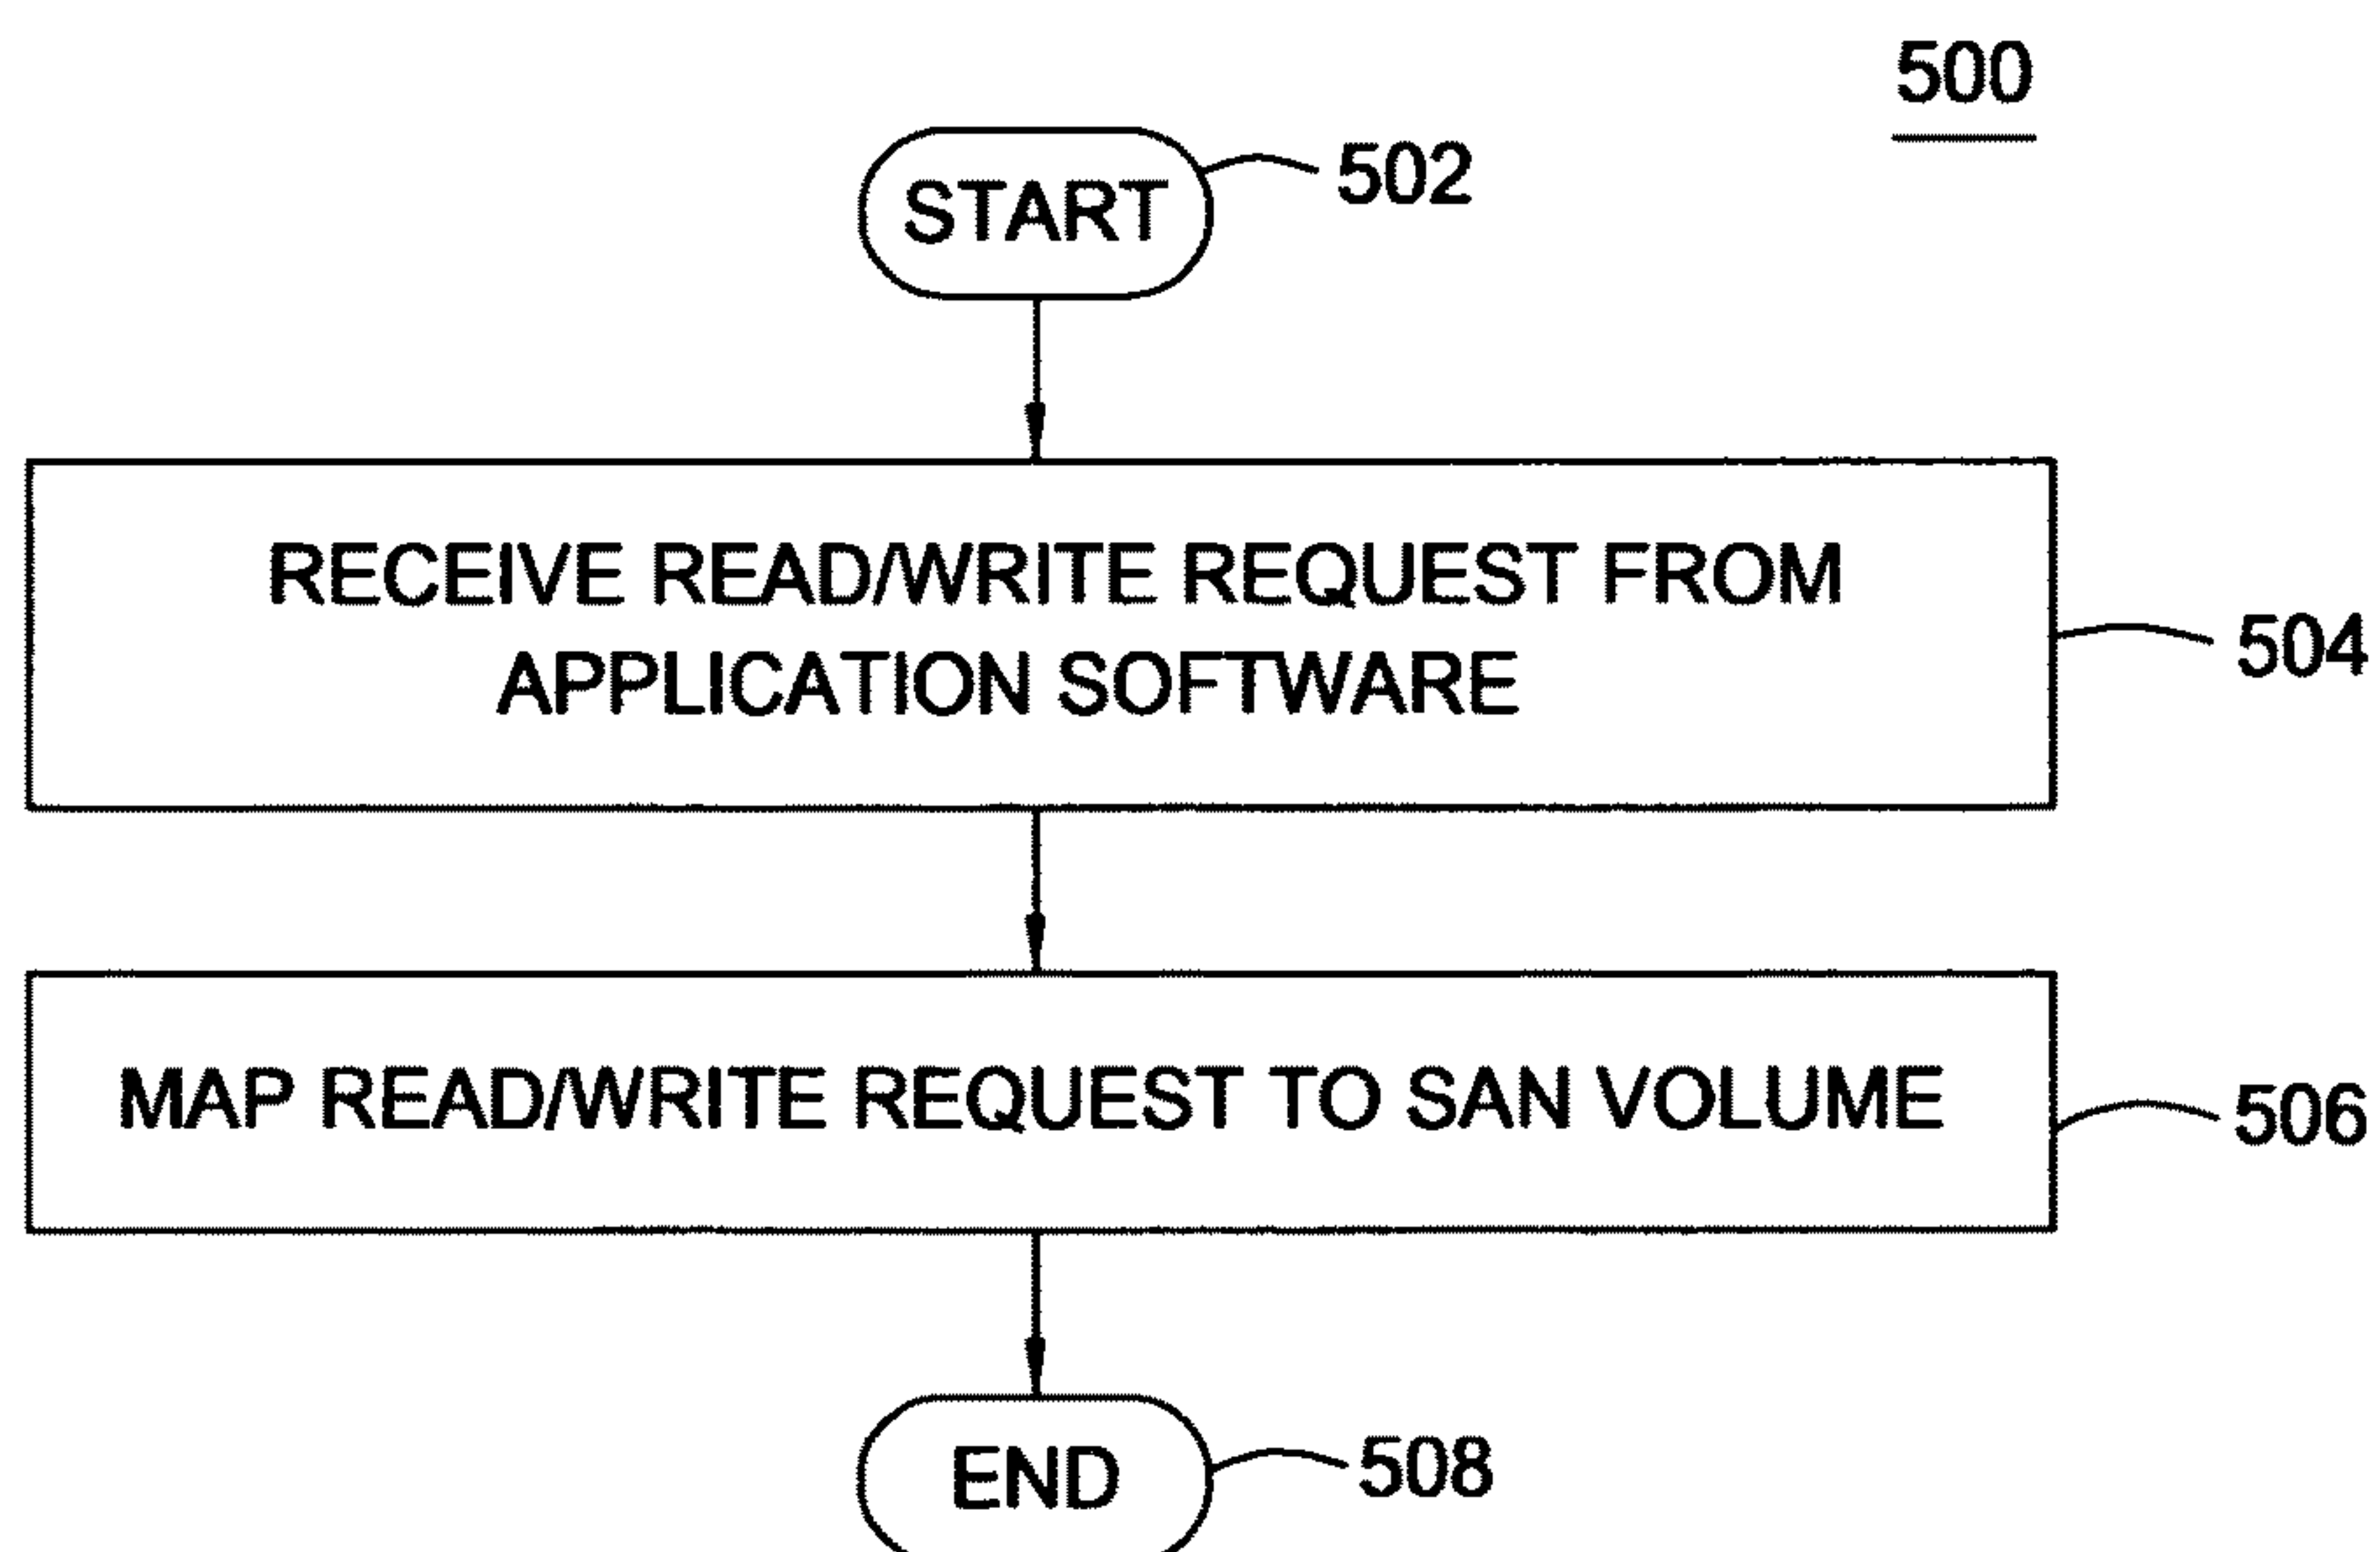 500
START
502
RECEIVE READ/WRITE REQUEST FROM
APPLICATION SOFTWARE
504
MAP READ/WRITE REQUEST TO SAN VOLUME
506
END
508